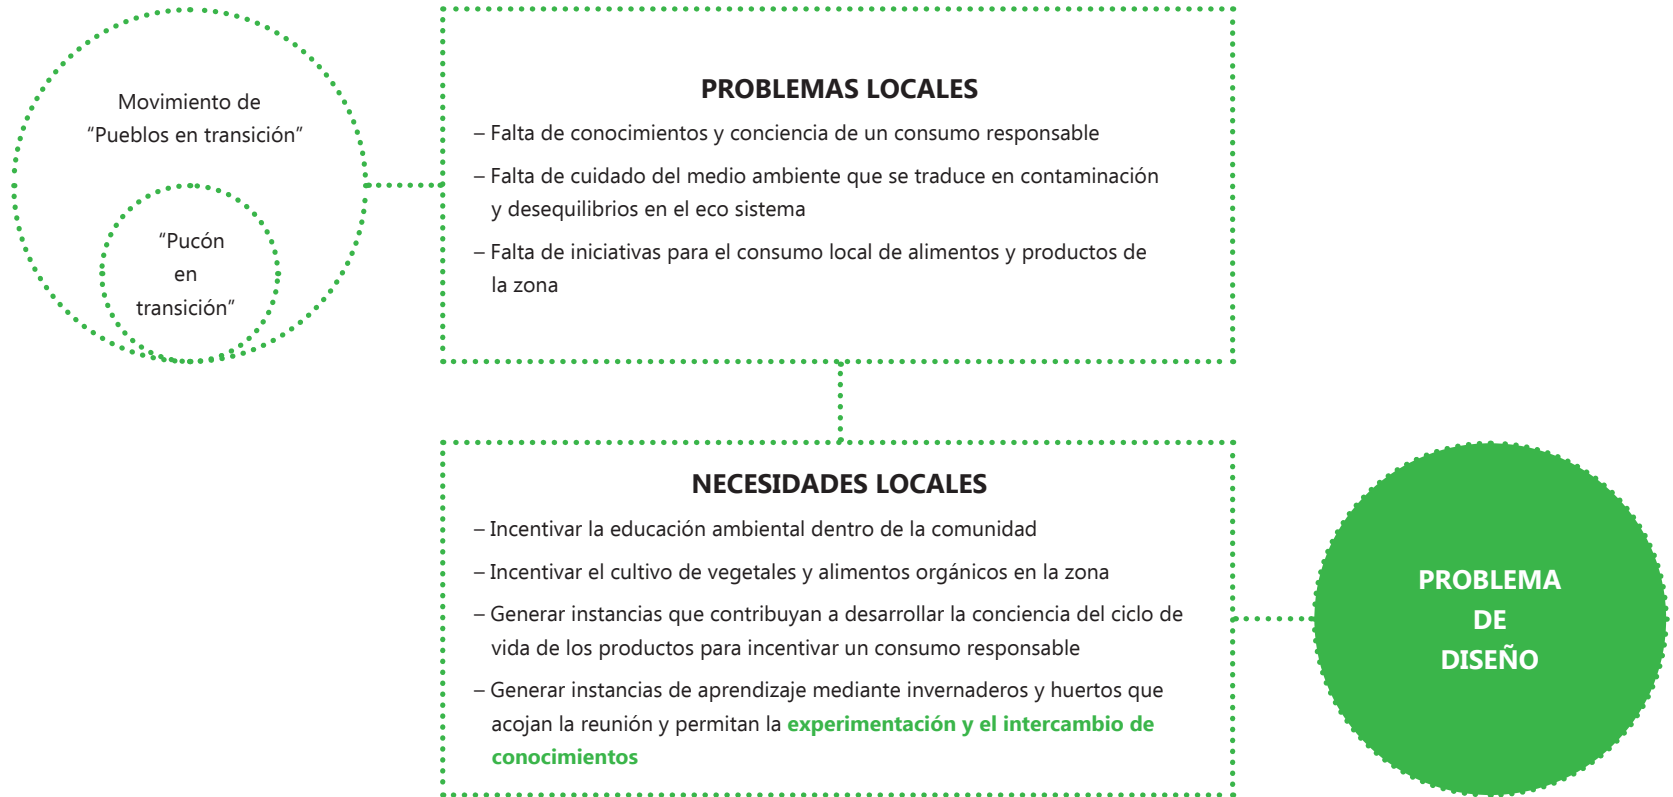 Movimiento de
“Pueblos en transición”
“Pucón
en
transición”
PROBLEMAS LOCALES
– Falta de conocimientos y conciencia de un consumo responsable
– Falta de cuidado del medio ambiente que se traduce en contaminación
y desequilibrios en el eco sistema
– Falta de iniciativas para el consumo local de alimentos y productos de
la zona
NECESIDADES LOCALES
– Incentivar la educación ambiental dentro de la comunidad
– Incentivar el cultivo de vegetales y alimentos orgánicos en la zona
– Generar instancias que contribuyan a desarrollar la conciencia del ciclo de
vida de los productos para incentivar un consumo responsable
– Generar instancias de aprendizaje mediante invernaderos y huertos que
acojan la reunión y permitan la experimentación y el intercambio de
conocimientos
PROBLEMA
DE
DISEÑO